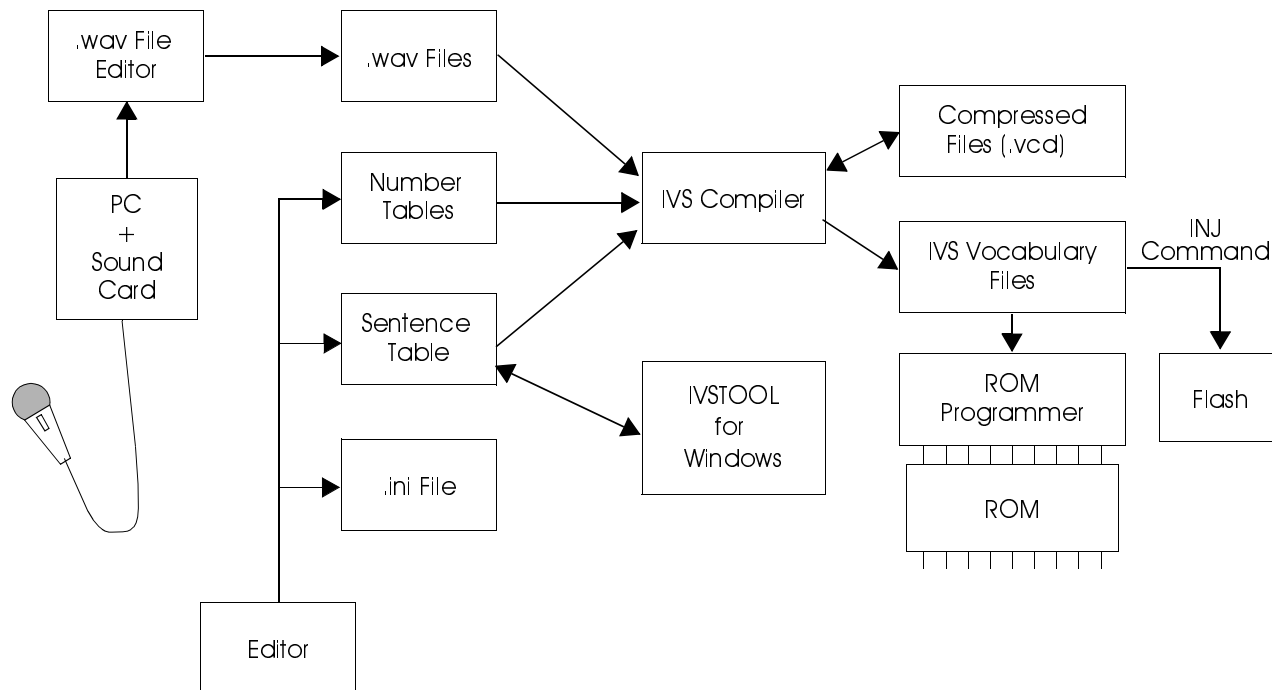 .wav File
Editor
.wav Files
PC
+
Sound
Card
Number
Tables
Sentence
Table
.ini File
Editor
IVS Compiler
IVSTOOL
for
Windows
Compressed
Files (.vcd)
IVS Vocabulary
Files
INJ
Command
ROM
Programmer
ROM
Flash